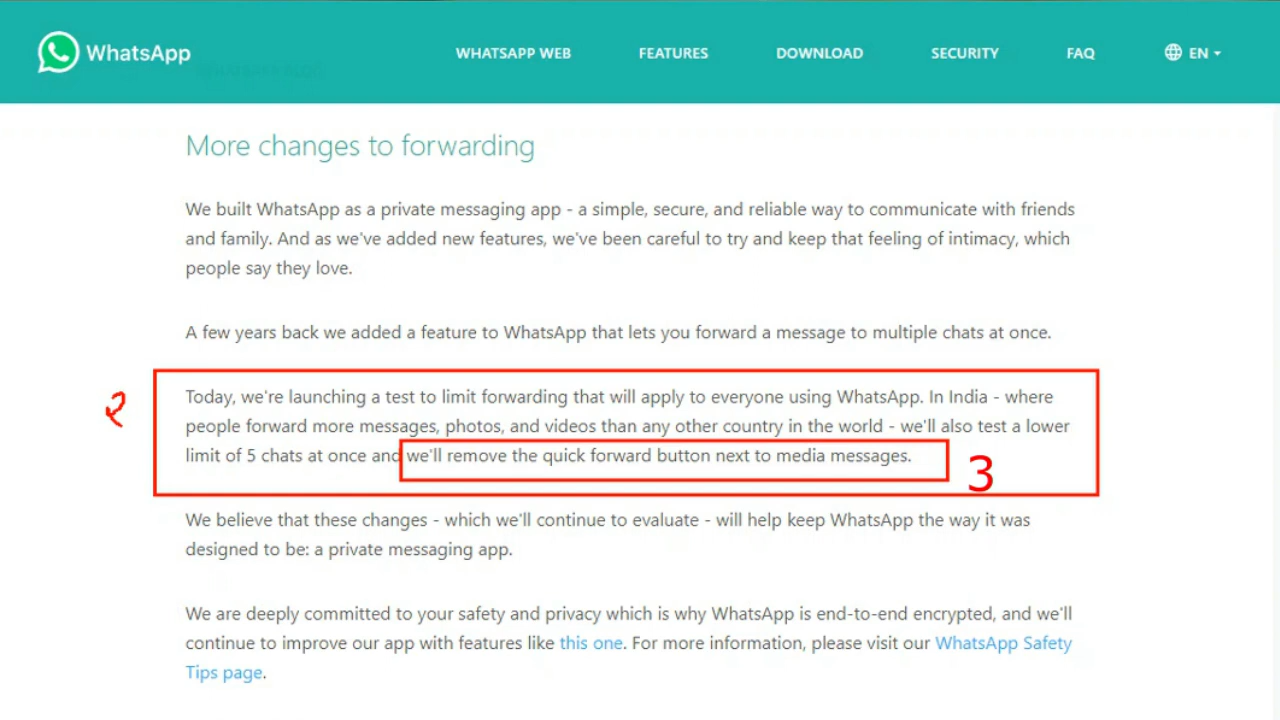 WhatsApp
WHATSAPP WEB FEATURES DOWNLOAD SECURITY FAQ EN
More changes to forwarding
We built WhatsApp as a private messaging app - a simple, secure, and reliable way to communicate with friends
and family. And as we've added new features, we've been careful to try and keep that feeling of intimacy, which
people say they love.
A few years back we added a feature to WhatsApp that lets you forward a message to multiple chats at once.
Today, we're launching a test to limit forwarding that will apply to everyone using WhatsApp. In India - where
people forward more messages, photos, and videos than any other country in the world - we'll also test a lower
limit of 5 chats at once and we'll remove the quick forward button next to media messages.
3
We believe that these changes - which we'll continue to evaluate - will help keep WhatsApp the way it was
designed to be: a private messaging app.
We are deeply committed to your safety and privacy which is why WhatsApp is end-to-end encrypted, and we'll
continue to improve our app with features like this one. For more information, please visit our WhatsApp Safety
Tips page.